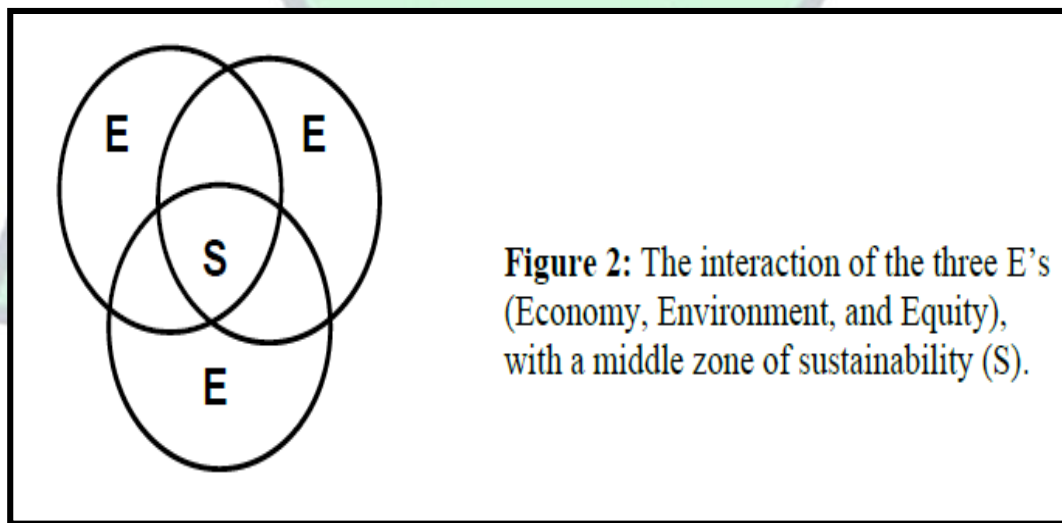 E E
S
E
Figure 2: The interaction of the three E’s
(Economy, Environment, and Equity),
with a middle zone of sustainability (S).